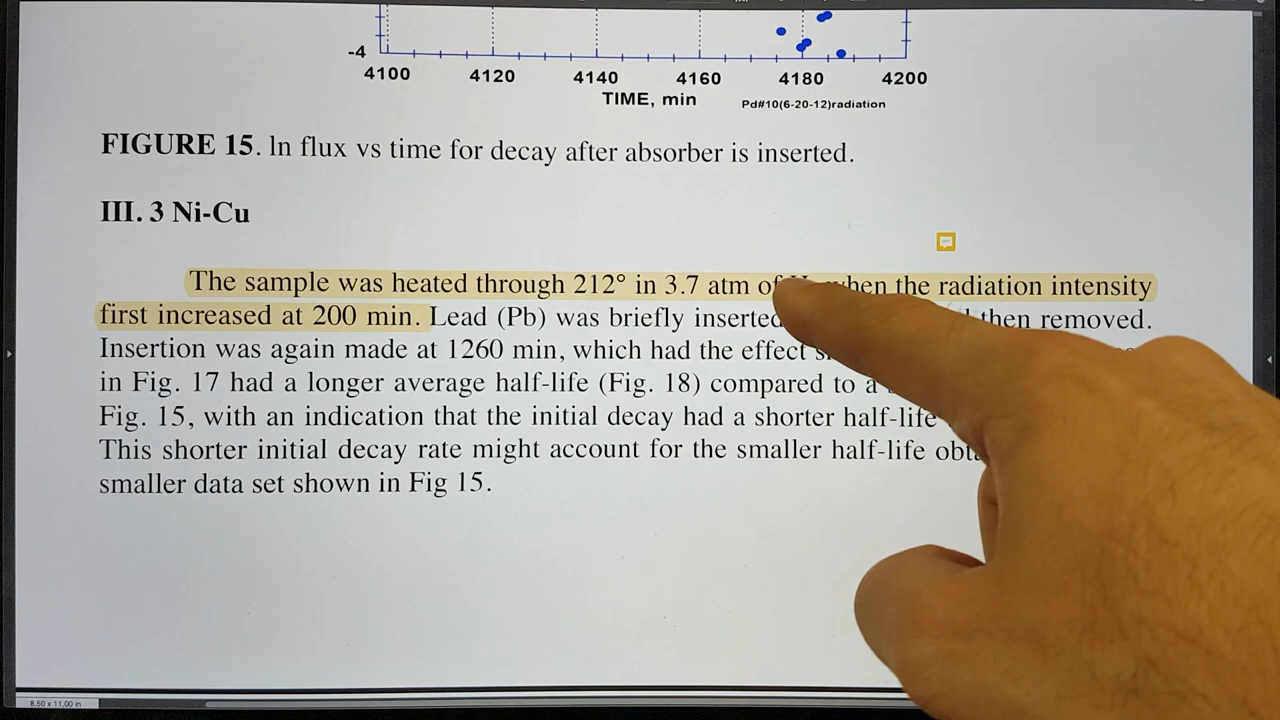 -4
4100 4120 4140 4160 4180 4200
TIME, min
Pd#10(6-20-12)radiation
FIGURE 15. ln flux vs time for decay after absorber is inserted.
III. 3 Ni-Cu
The sample was heated through 212° in 3.7 atm of when the radiation intensity
first increased at 200 min. Lead (Pb) was briefly inserted then removed.
Insertion was again made at 1260 min, which had the effect
in Fig. 17 had a longer average half-life (Fig. 18) compared to a
Fig. 15, with an indication that the initial decay had a shorter half-life
This shorter initial decay rate might account for the smaller half-life
smaller data set shown in Fig 15.
8,50 x 11,00 in